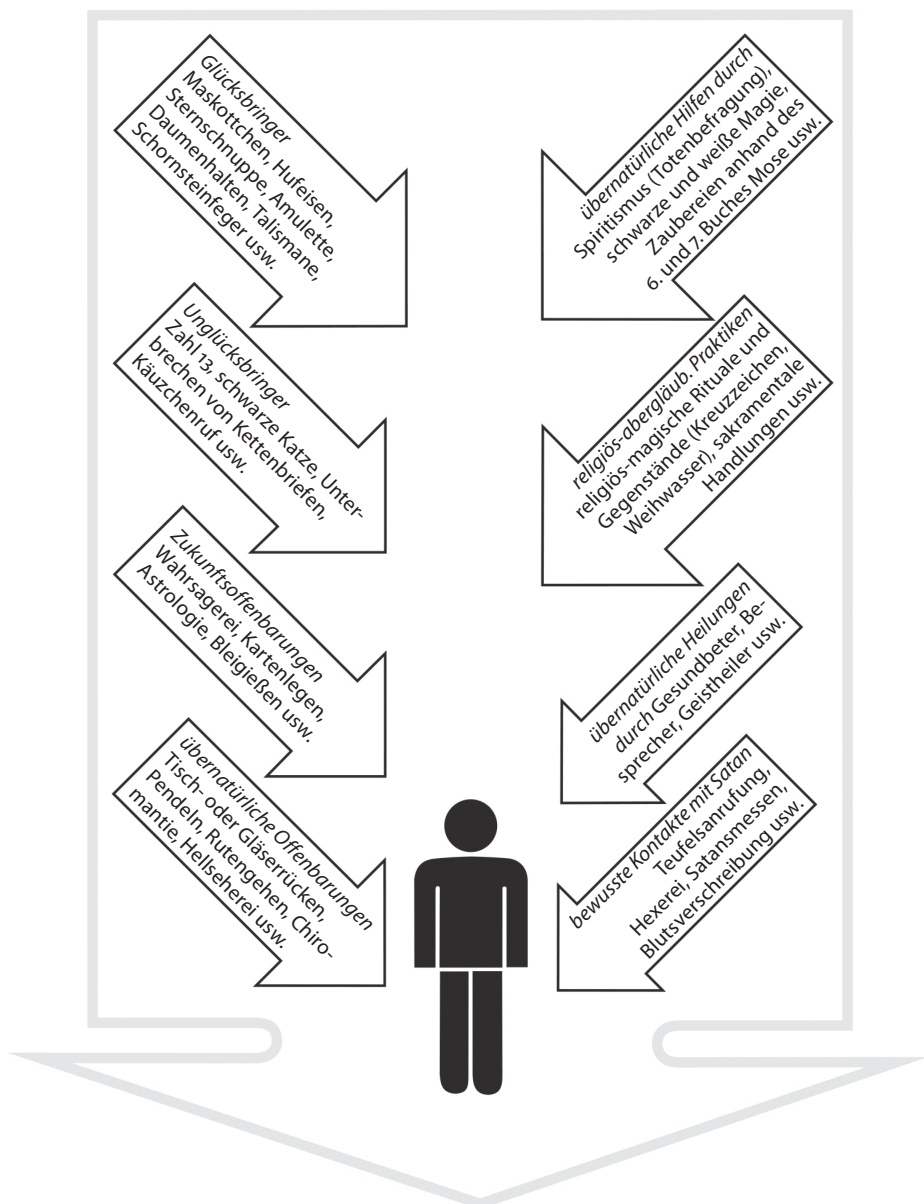 Glücksbringer
Maskottchen, Hufeisen,
Sternschnuppe, Amulette,
Daumenhalten, Talismane,
Schornsteinfeger usw.
Unglücksbringer
Zahl 13, schwarze Katze, Unter-
brechen von Kettenbriefen,
Käuzchenruf usw.
Zukunftsoffenbarungen
Wahrsagerei, Kartenlegen,
Astrologie, Bleigießen usw.
übernatürliche Offenbarungen
Tisch- oder Gläserrücken,
Pendeln, Rutengehen, Chiro-
mantie, Hellseherei usw.
übernatürliche Hilfen durch
Spiritismus (Totenbefragung),
schwarze und weiße Magie,
Zaubereien anhand des
6. und 7. Buches Mose usw.
religiös-abergläub. Praktiken
religiös-magische Rituale und
Gegenstände (Kreuzzeichen,
Weihwasser), sakramentale
Handlungen usw.
übernatürliche Heilungen
durch Gesundbeter, Be-
sprecher, Geistheiler usw.
bewusste Kontakte mit Satan
Teufelsanrufung,
Hexerei, Satansmessen,
Blutsverschreibung usw.